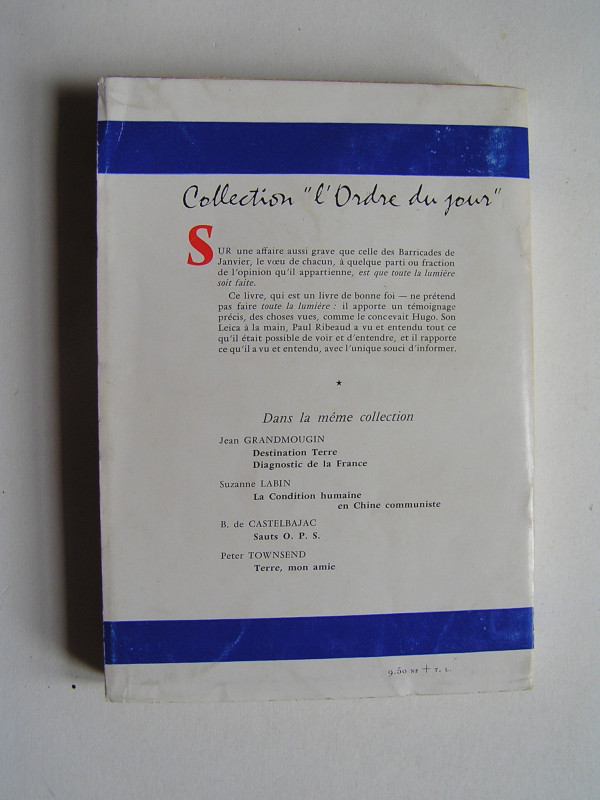 Collection "l'Ordre du jour"
SUR une affaire aussi grave que celle des Barricades de
Janvier, le vœu de chacun, à quelque parti ou fraction
de l'opinion qu'il appartienne, est que toute la lumière
soit faite.
Ce livre, qui est un livre de bonne foi — ne prétend
pas faire toute la lumière : il apporte un témoignage
précis, des choses vues, comme le concevait Hugo. Son
Leica à la main, Paul Ribeaud a vu et entendu tout ce
qu'il était possible de voir et d'entendre, et il rapporte
ce qu'il a vu et entendu, avec l'unique souci d'informer.
★
Dans la même collection
Jean GRANDMOUGIN
Destination Terre
Diagnostic de la France
Suzanne LABIN
La Condition humaine
en Chine communiste
B. de CASTELBAJAC
Sauts O. P. S.
Peter TOWNSEND
Terre, mon amie
9.50 NF + T. L.